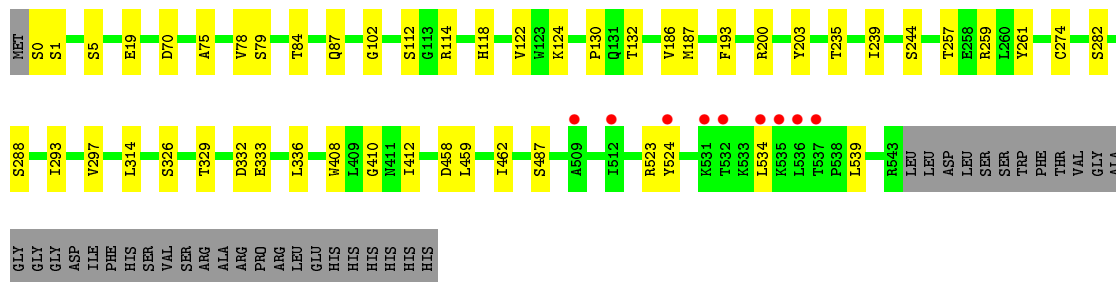 MET S0 S1 S5 E19 D70 A75 V78 S79 T84 Q87 G102 S112 G113 R114 H118 V122 W123 K124 P130 Q131 T132 V186 M187 F193 R200 Y203 T235 I239 S244 T257 E258 R259 L260 Y261 C274 S282
S288 I293 V297 L314 S326 T329 D332 E333 L336 W408 L409 G410 N411 I412 D458 L459 I462 S487 A509 I512 R523 Y524 K531 T532 K533 L534 K535 L536 T537 P538 L539 R543 LEU LEU ASP LEU SER SER TRP PHE THR VAL GLY ALA
GLY GLY GLY ASP ILE PHE HIS SER VAL SER ARG ALA ARG PRO ARG LEU GLU HIS HIS HIS HIS HIS HIS